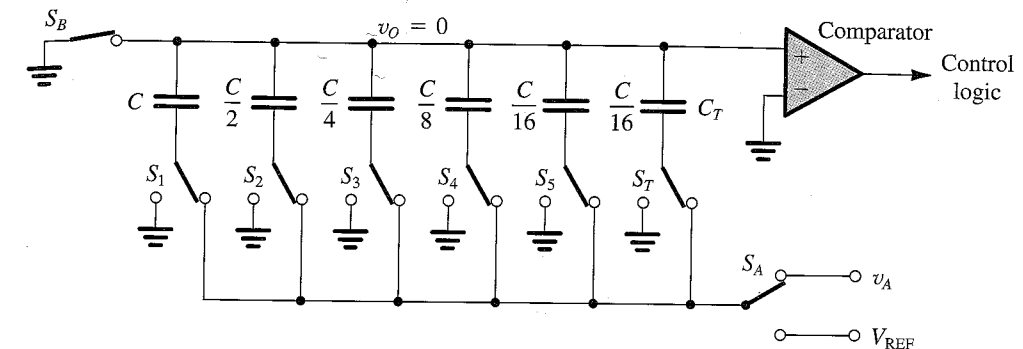 S_B
v_O = 0
Comparator
+
−
Control
logic
C
C/2
C/4
C/8
C/16
C/16
C_T
S_1
S_2
S_3
S_4
S_5
S_T
S_A
v_A
V_REF